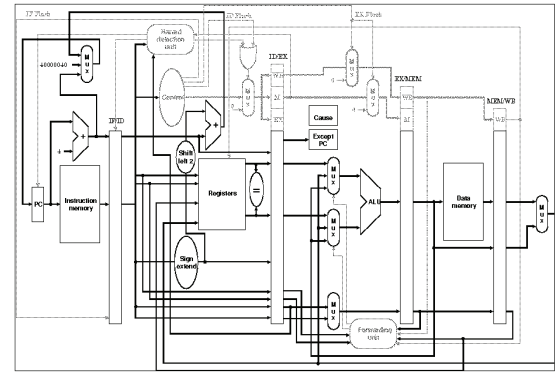 IF Flush
Hazard
detection
unit
ID Flush
EX Flush
M
u
x
40000040
M
u
x
ID/EX
WB
M
u
x
EX/MEM
Control
M
u
x
0
M
WB
MEM/WB
IF/ID
+
EX
Cause
M
WB
4
+
Except
PC
Shift
left 2
M
u
x
PC
Instruction
memory
Registers
=
ALU
Data
memory
M
u
x
M
u
x
Sign
extend
M
u
x
Forwarding
unit